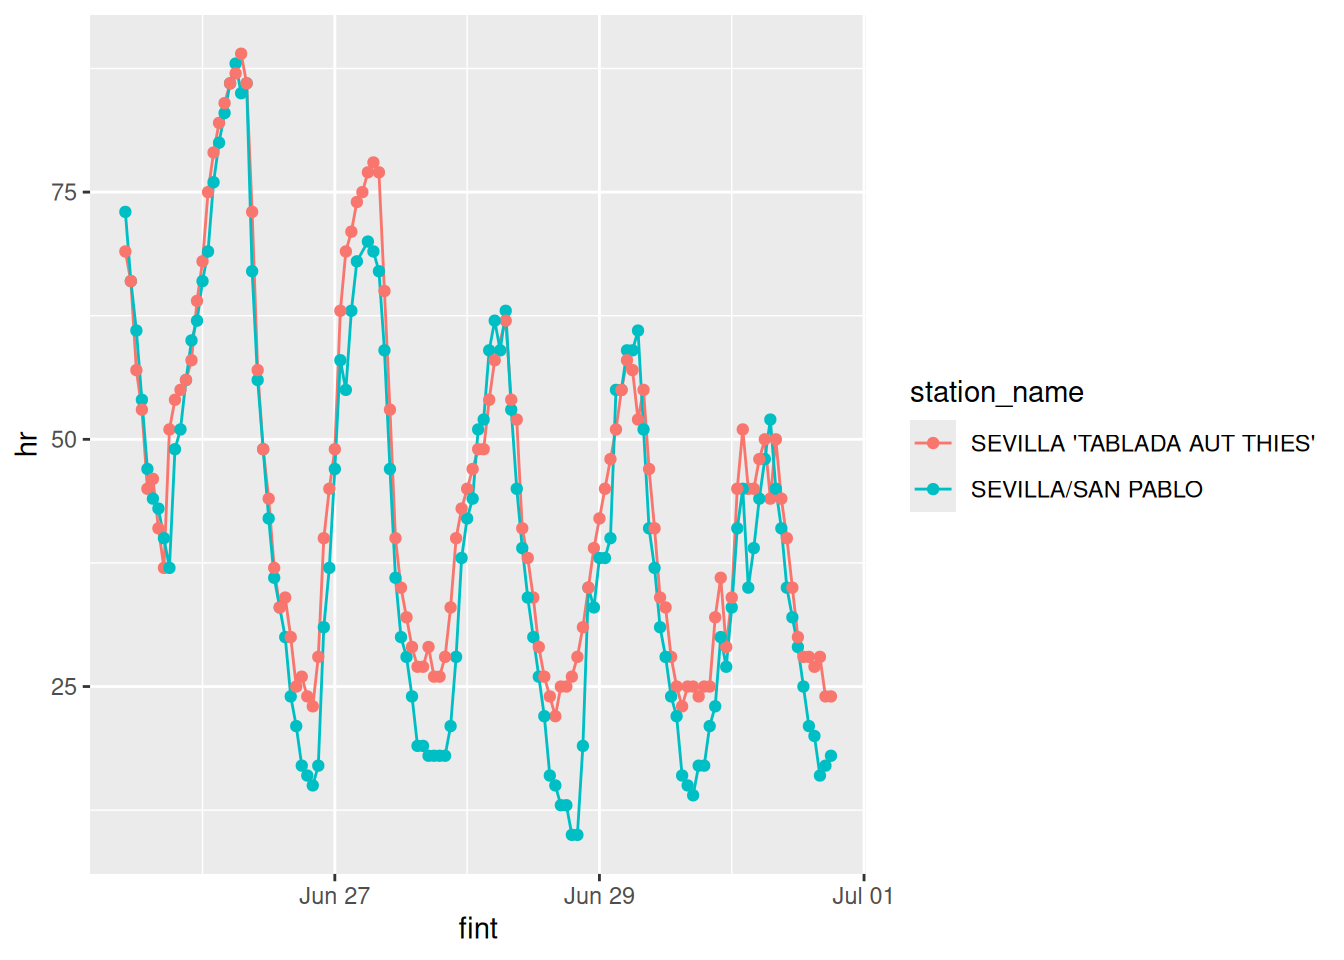 75
50
25
hr
Jun 27
Jun 29
Jul 01
fint
station_name
SEVILLA 'TABLADA AUT THIES'
SEVILLA/SAN PABLO